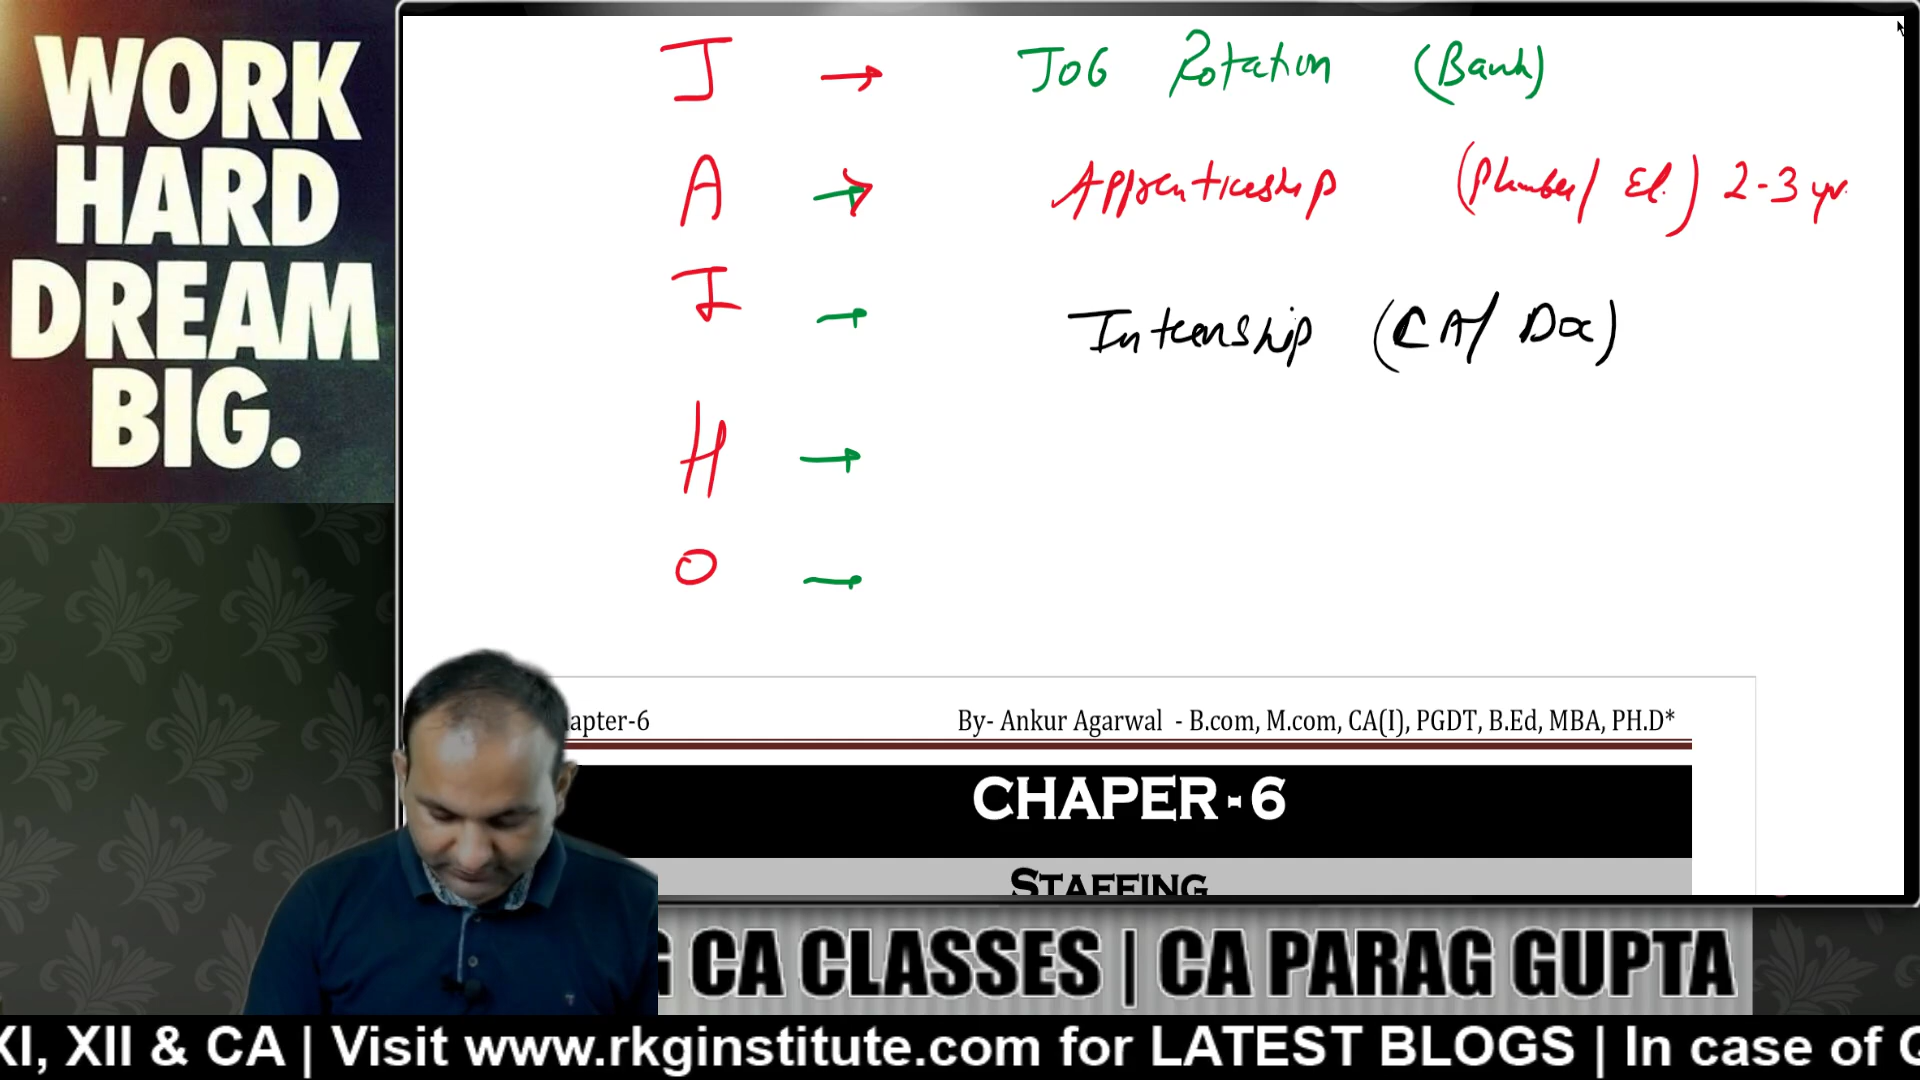 WORK
HARD
DREAM
BIG.
J → JOB Rotation (Bank)
A → Apprenticeship (Plumber/ El.) 2-3 yr.
I → Internship (CA/ Doc)
H →
O →
apter-6 By- Ankur Agarwal - B.com, M.com, CA(I), PGDT, B.Ed, MBA, PH.D*
CHAPER - 6
STAFFING
G CA CLASSES | CA PARAG GUPTA
XI, XII & CA | Visit www.rkginstitute.com for LATEST BLOGS | In case of